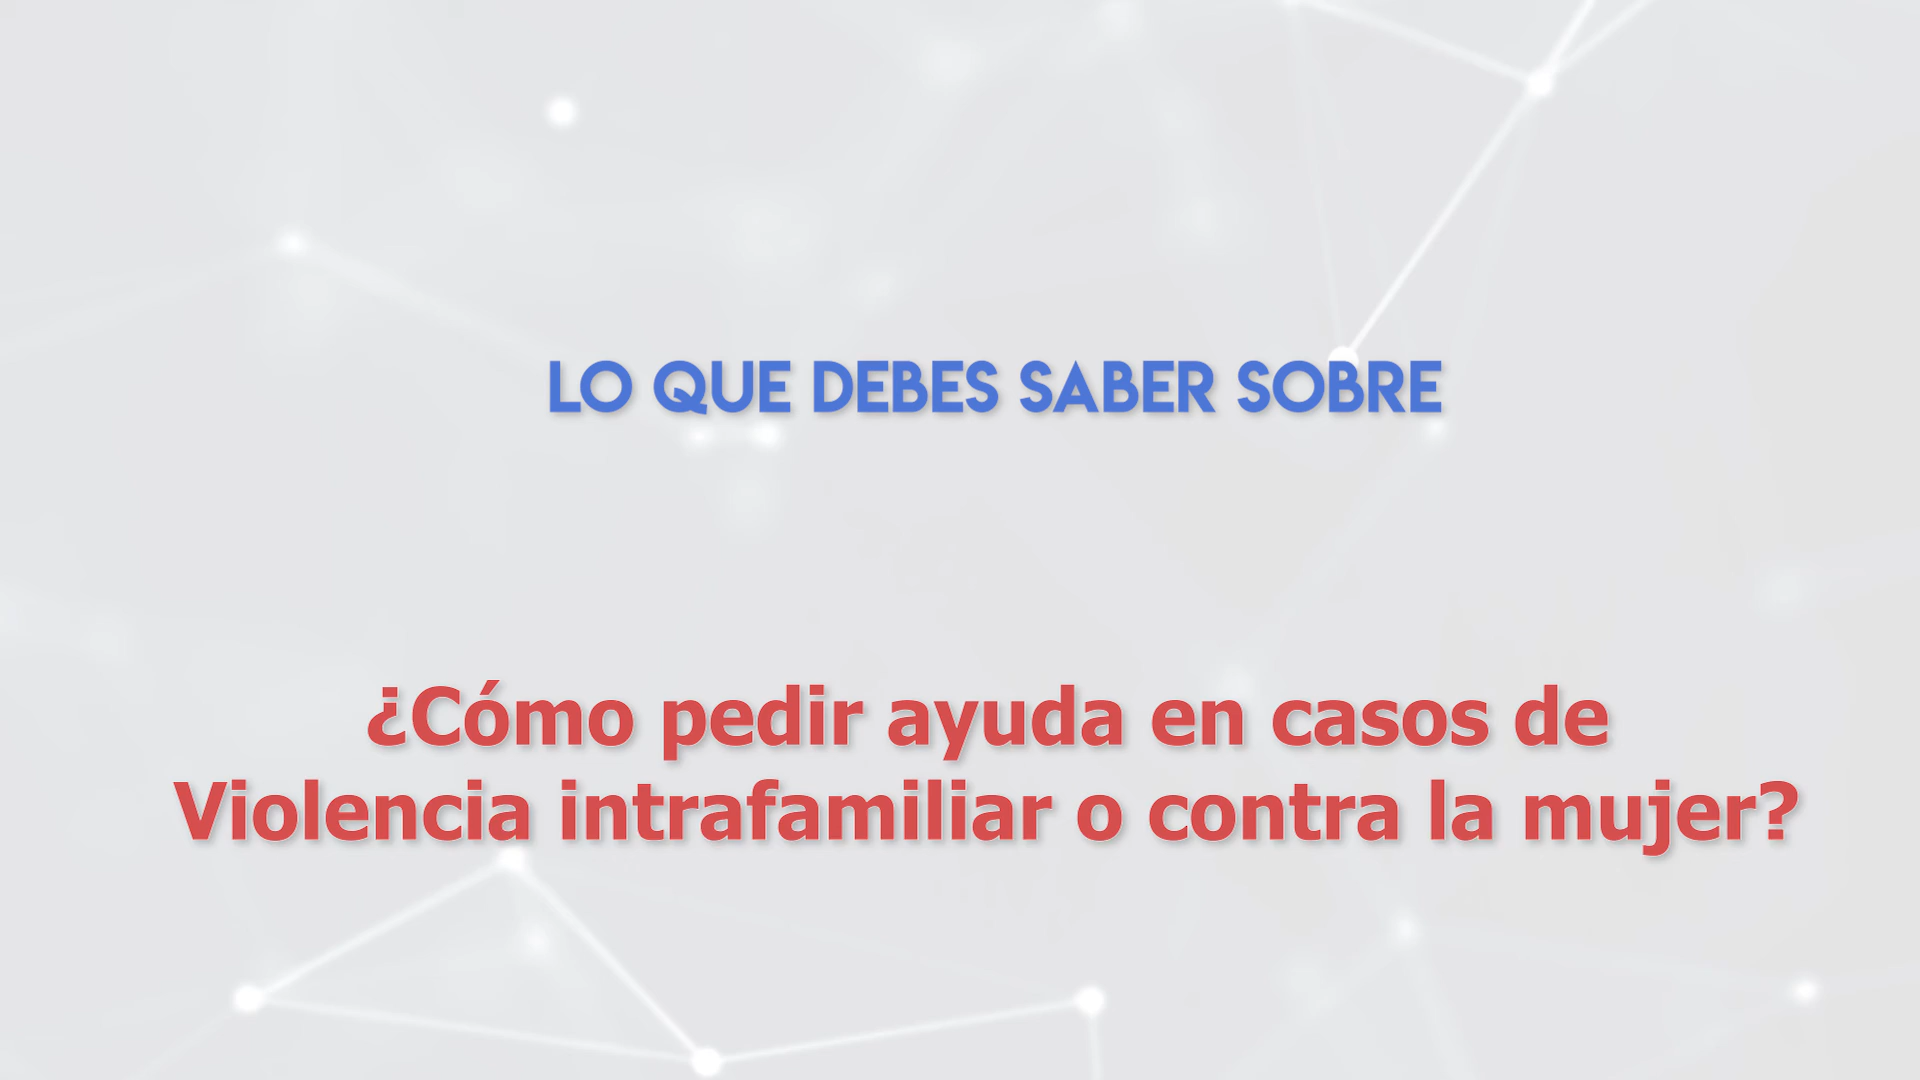 LO QUE DEBES SABER SOBRE
¿Cómo pedir ayuda en casos de
Violencia intrafamiliar o contra la mujer?